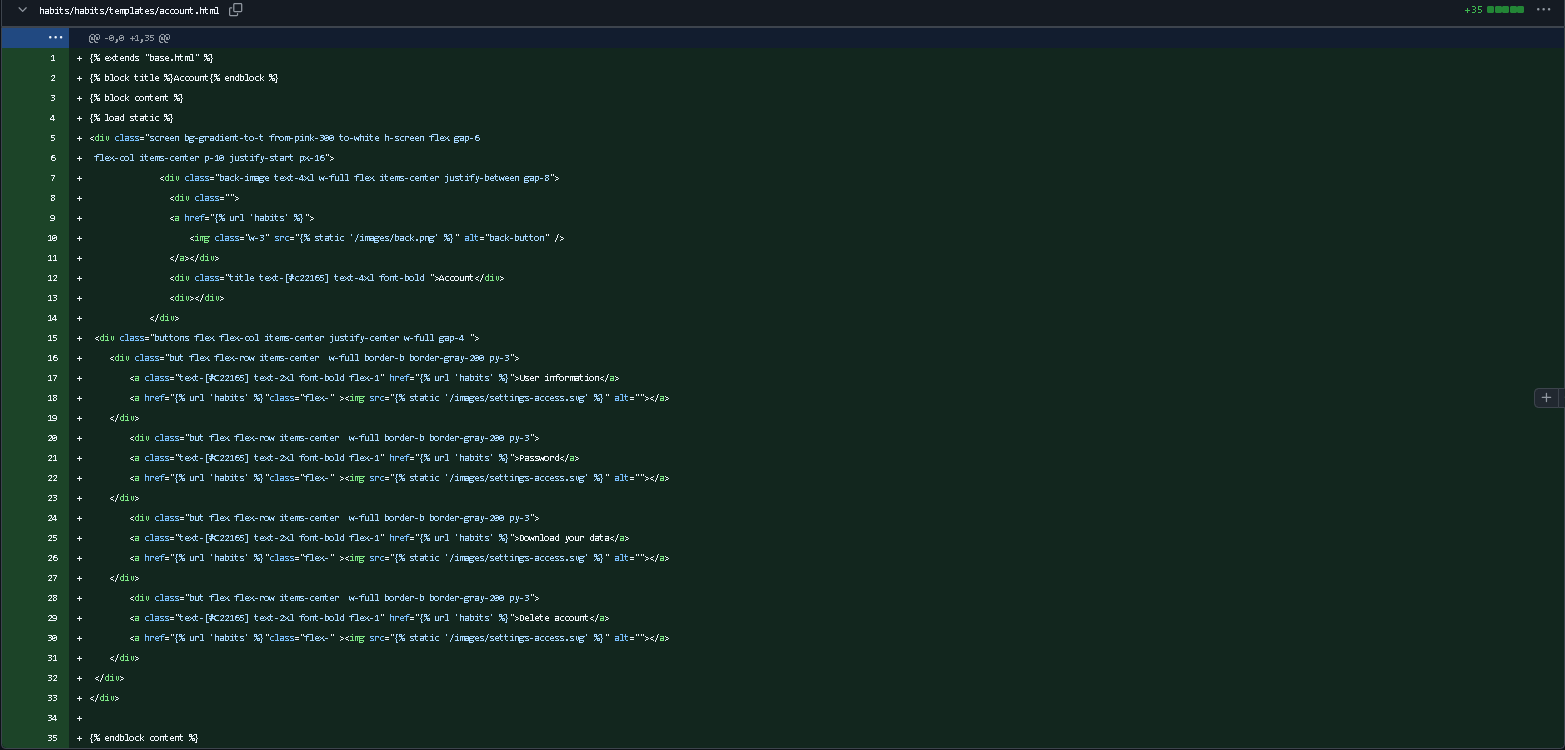 habits/habits/templates/account.html
+35
@@ -0,0 +1,35 @@
1 + {% extends "base.html" %}
2 + {% block title %}Account{% endblock %}
3 + {% block content %}
4 + {% load static %}
5 + <div class="screen bg-gradient-to-t from-pink-300 to-white h-screen flex gap-6
6 + flex-col items-center p-10 justify-start px-16">
7 + <div class="back-image text-4xl w-full flex items-center justify-between gap-8">
8 + <div class="">
9 + <a href="{% url 'habits' %}">
10 + <img class="w-3" src="{% static '/images/back.png' %}" alt="back-button" />
11 + </a></div>
12 + <div class="title text-[#c22165] text-4xl font-bold ">Account</div>
13 + <div></div>
14 + </div>
15 + <div class="buttons flex flex-col items-center justify-center w-full gap-4 ">
16 + <div class="but flex flex-row items-center  w-full border-b border-gray-200 py-3">
17 + <a class="text-[#C22165] text-2xl font-bold flex-1" href="{% url 'habits' %}">User information</a>
18 + <a href="{% url 'habits' %}"class="flex-" ><img src="{% static '/images/settings-access.svg' %}" alt=""></a>
19 + </div>
20 + <div class="but flex flex-row items-center  w-full border-b border-gray-200 py-3">
21 + <a class="text-[#C22165] text-2xl font-bold flex-1" href="{% url 'habits' %}">Password</a>
22 + <a href="{% url 'habits' %}"class="flex-" ><img src="{% static '/images/settings-access.svg' %}" alt=""></a>
23 + </div>
24 + <div class="but flex flex-row items-center  w-full border-b border-gray-200 py-3">
25 + <a class="text-[#C22165] text-2xl font-bold flex-1" href="{% url 'habits' %}">Download your data</a>
26 + <a href="{% url 'habits' %}"class="flex-" ><img src="{% static '/images/settings-access.svg' %}" alt=""></a>
27 + </div>
28 + <div class="but flex flex-row items-center  w-full border-b border-gray-200 py-3">
29 + <a class="text-[#C22165] text-2xl font-bold flex-1" href="{% url 'habits' %}">Delete account</a>
30 + <a href="{% url 'habits' %}"class="flex-" ><img src="{% static '/images/settings-access.svg' %}" alt=""></a>
31 + </div>
32 + </div>
33 + </div>
34 +
35 + {% endblock content %}